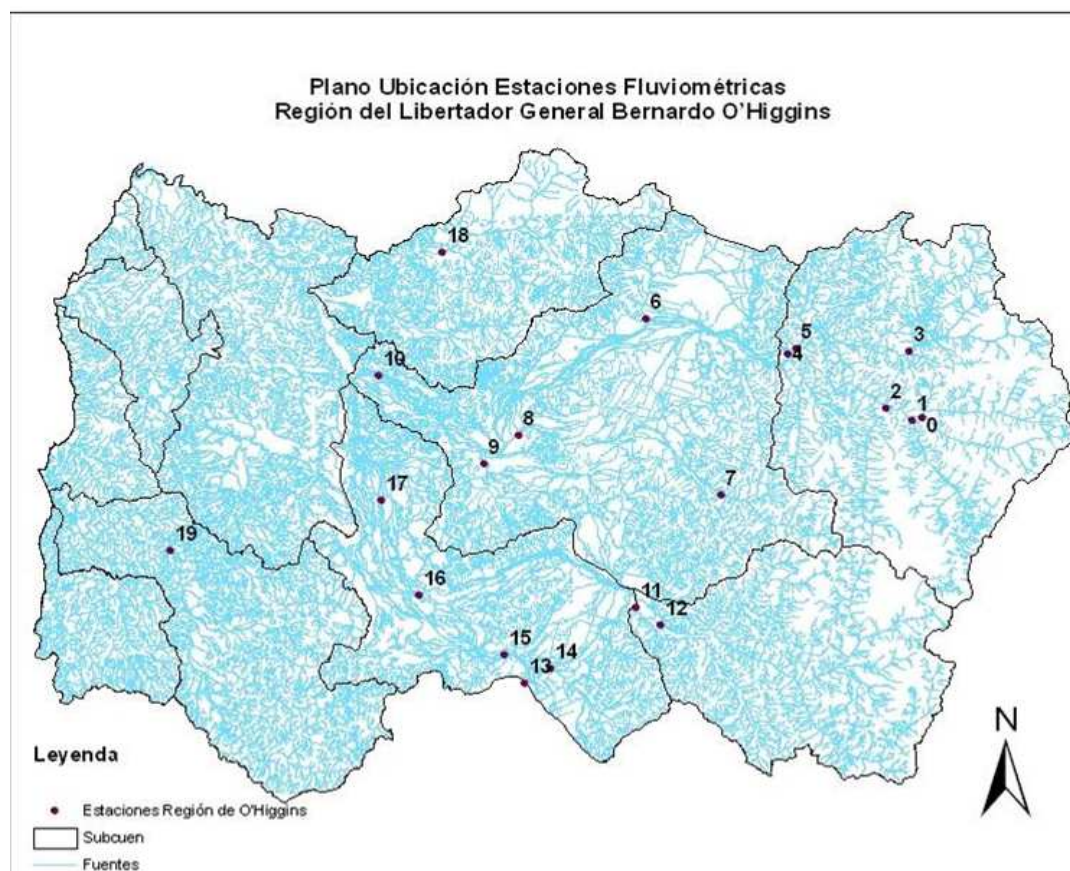 Plano Ubicación Estaciones Fluviométricas
Región del Libertador General Bernardo O'Higgins
18
6
5
4
3
10
2
1
0
8
9
17
7
19
16
11
12
15
14
13
N
Leyenda
Estaciones Región de O'Higgins
Subcuen
Fuentes